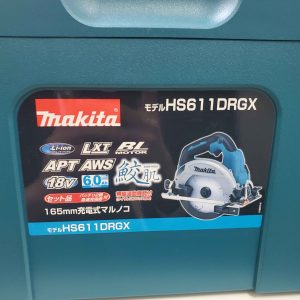 makita
モデルHS611DRGX
Li-ion LXT BL MOTOR
APT AWS 鮫肌
18V 6.0Ah
セット品
165mm充電式マルノコ
モデルHS611DRGX